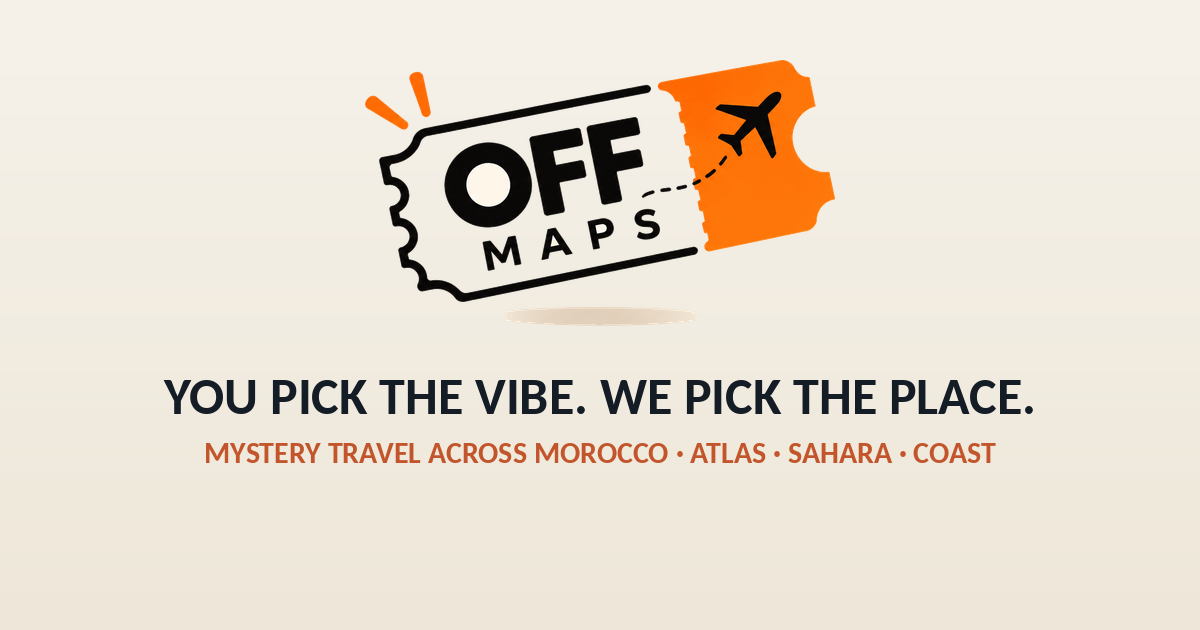 OFF
MAPS
YOU PICK THE VIBE. WE PICK THE PLACE.
MYSTERY TRAVEL ACROSS MOROCCO · ATLAS · SAHARA · COAST